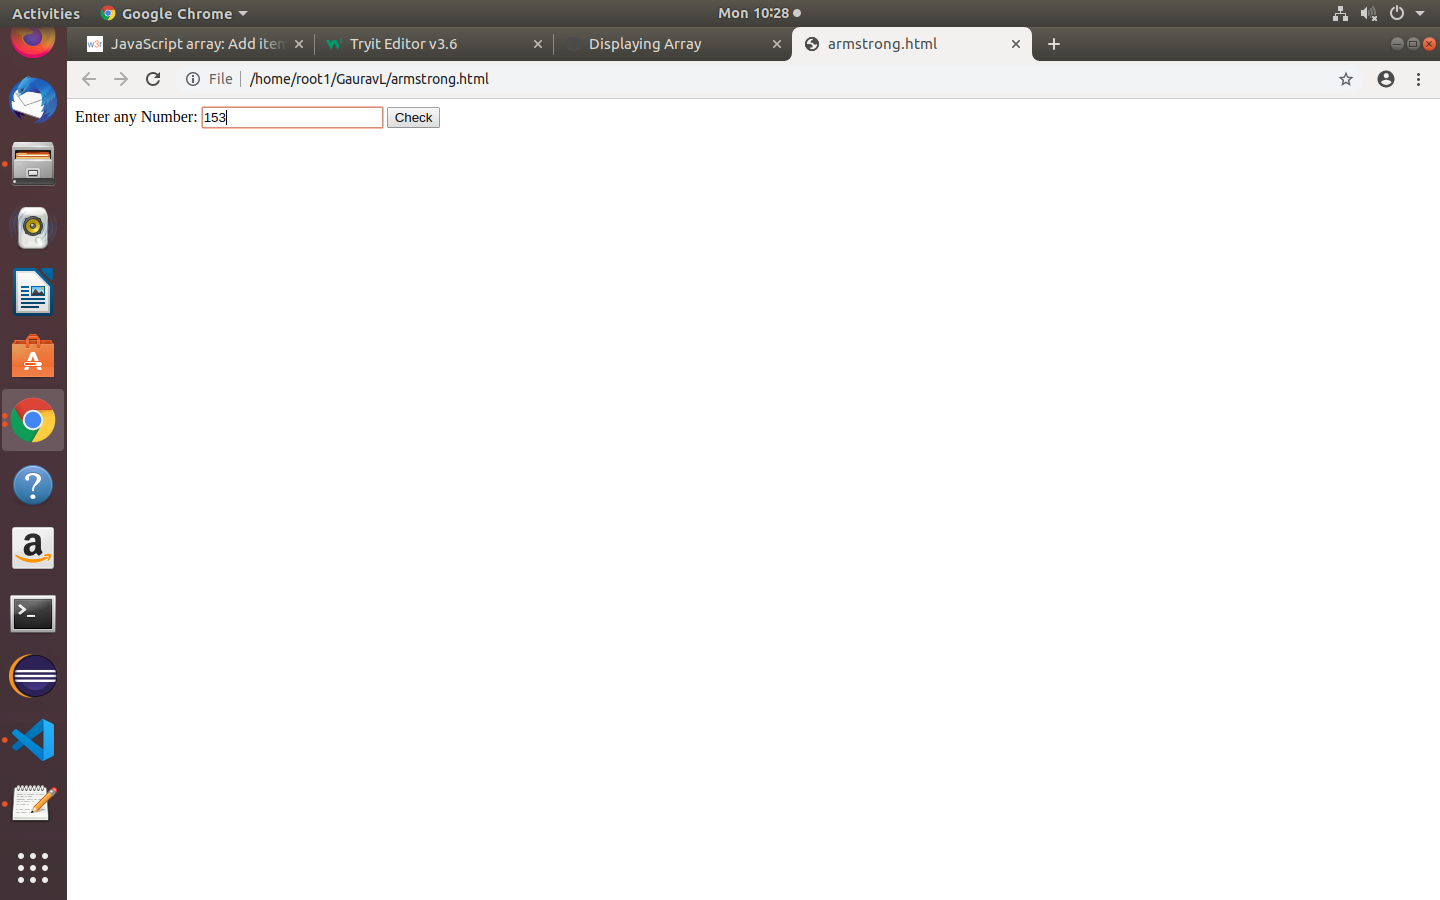 Activities Google Chrome Mon 10:28
JavaScript array: Add iten Tryit Editor v3.6 Displaying Array armstrong.html
File /home/root1/GauravL/armstrong.html
Enter any Number: 153 Check